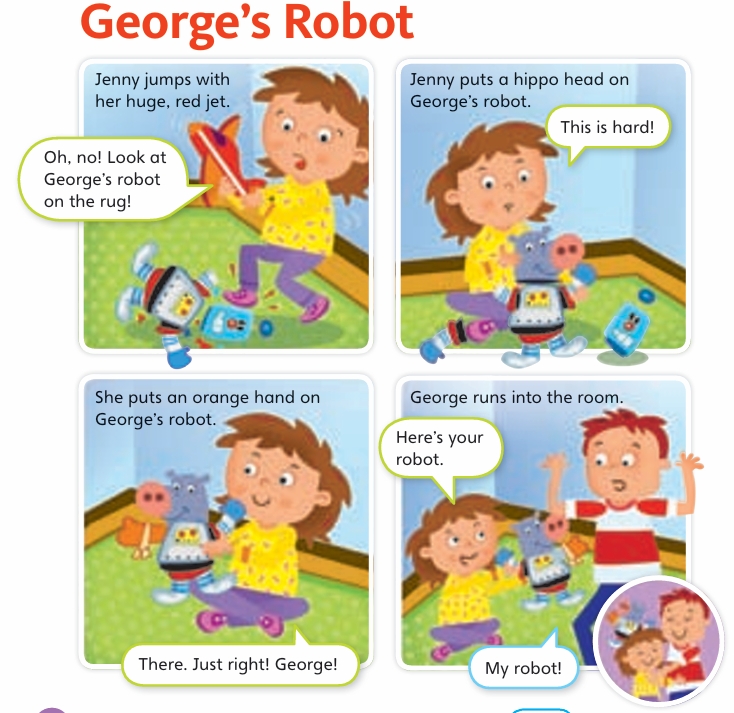 George's Robot
Jenny jumps with
her huge, red jet.
Oh, no! Look at
George's robot
on the rug!
Jenny puts a hippo head on
George's robot.
This is hard!
She puts an orange hand on
George's robot.
There. Just right! George!
George runs into the room.
Here's your
robot.
My robot!